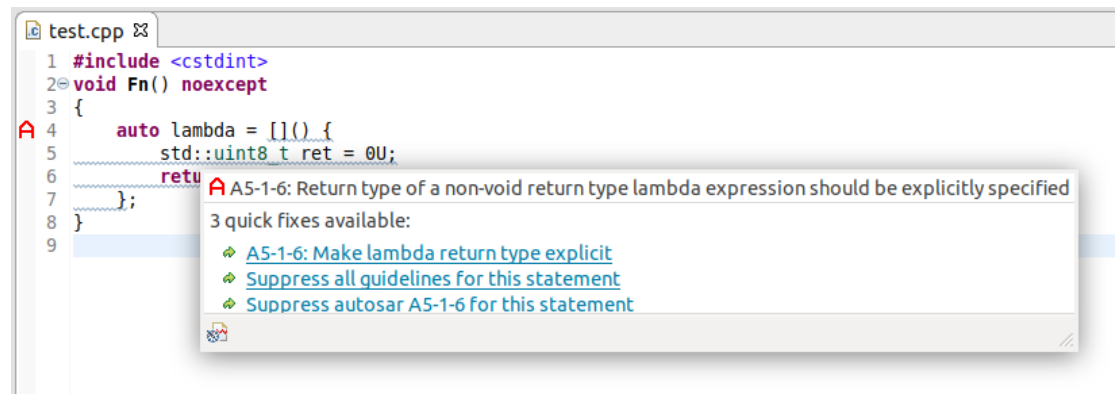 test.cpp
1 #include <cstdint>
2 void Fn() noexcept
3 {
4 auto lambda = []() {
5 std::uint8_t ret = 0U;
6 retu
7 };
8 }
9
A5-1-6: Return type of a non-void return type lambda expression should be explicitly specified
3 quick fixes available:
A5-1-6: Make lambda return type explicit
Suppress all guidelines for this statement
Suppress autosar A5-1-6 for this statement